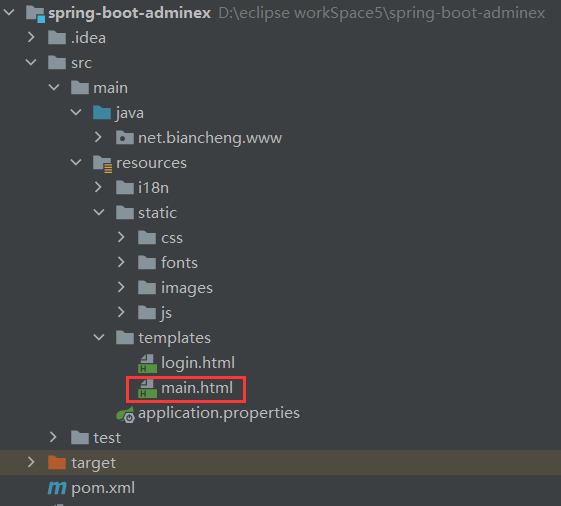 spring-boot-adminex D:\eclipse workSpace5\spring-boot-adminex
.idea
src
main
java
net.biancheng.www
resources
i18n
static
css
fonts
images
js
templates
login.html
main.html
application.properties
test
target
pom.xml